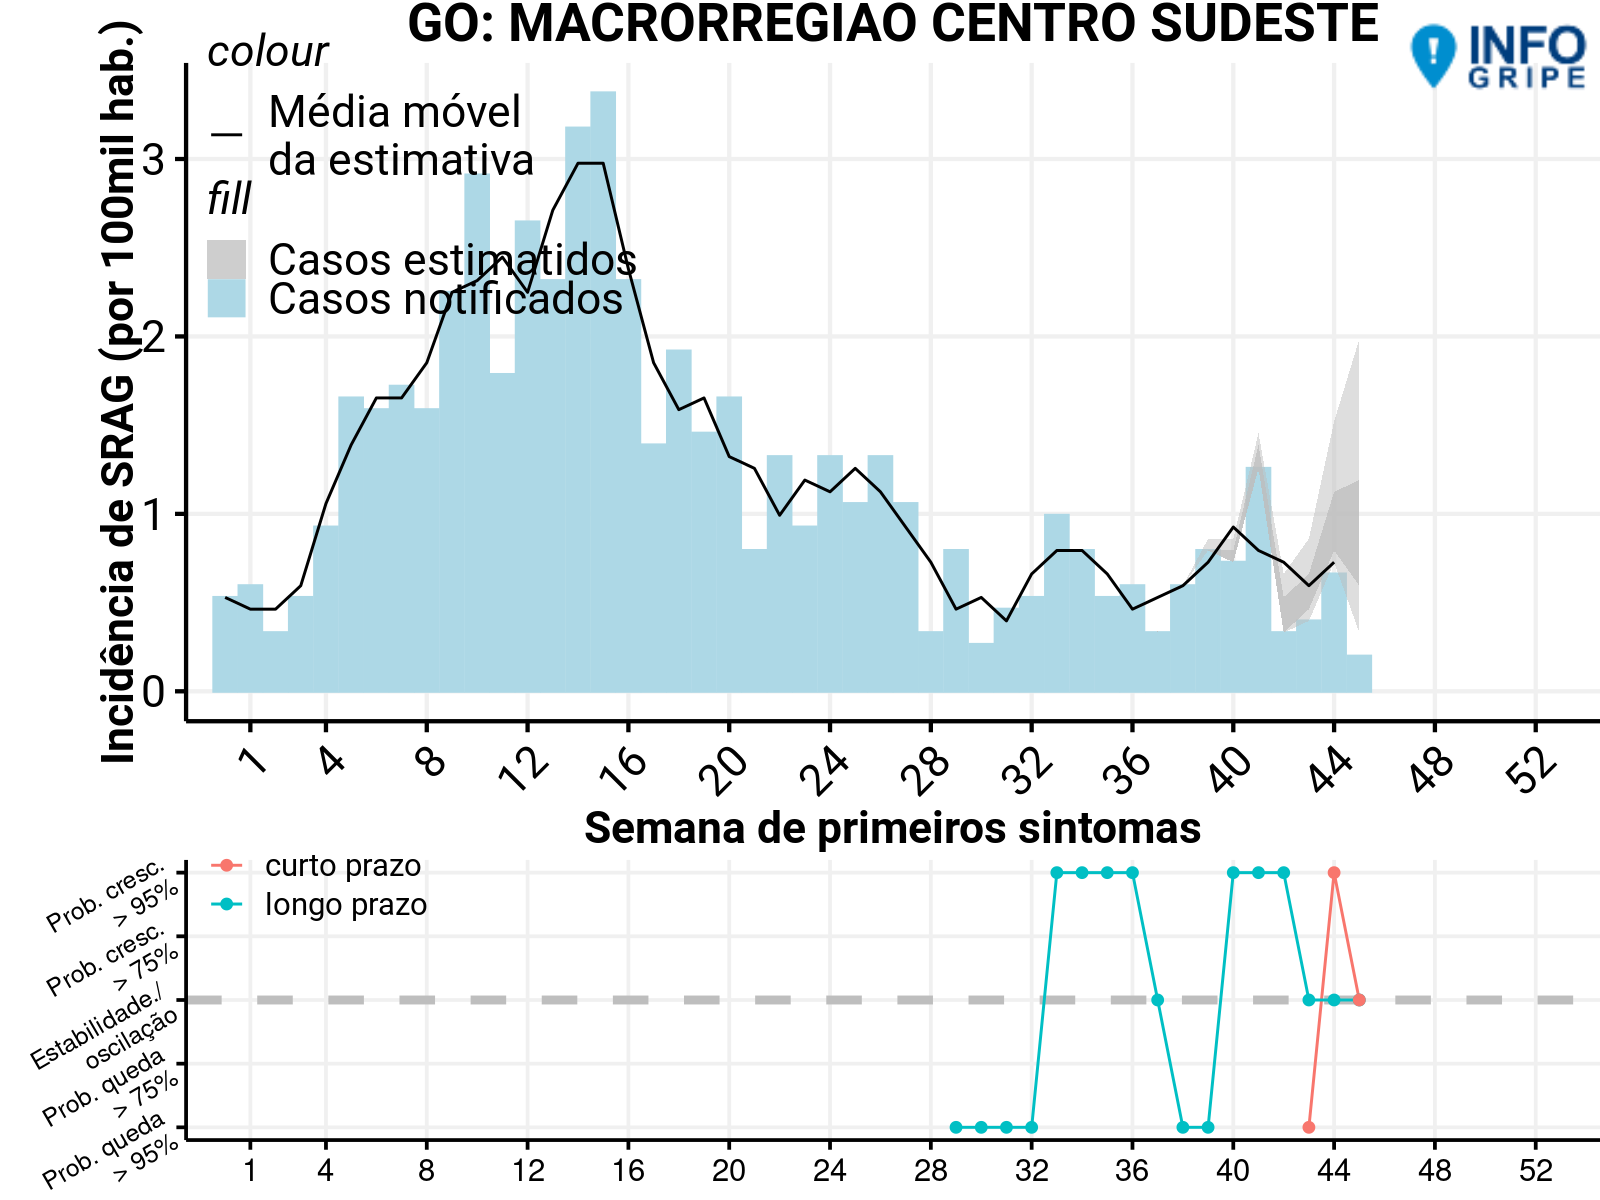 GO: MACRORREGIAO CENTRO SUDESTE
INFO
GRIPE
colour
Média móvel
da estimativa
fill
Casos estimatidos
Casos notificados
Incidência de SRAG (por 100mil hab.)
3
2
1
0
1 4 8 12 16 20 24 28 32 36 40 44 48 52
Semana de primeiros sintomas
curto prazo
longo prazo
Prob. cresc.
> 95%
Prob. cresc.
> 75%
Estabilidade./
oscilação
Prob. queda
> 75%
Prob. queda
> 95%
1 4 8 12 16 20 24 28 32 36 40 44 48 52